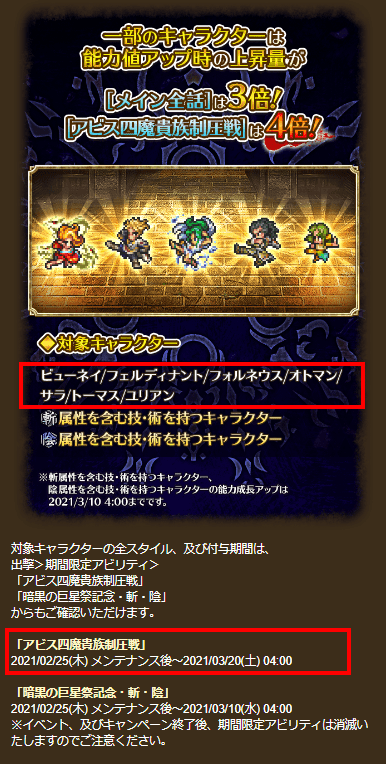 一部のキャラクターは
能力値アップ時の上昇量が
[メイン全話]は3倍!
[アビス四魔貴族制圧戦]は4倍!
◆対象キャラクター
ビューネイ/フェルディナント/フォルネウス/オトマン/
サラ/トーマス/ユリアン
斬属性を含む技・術を持つキャラクター
陰属性を含む技・術を持つキャラクター
※斬属性を含む技・術を持つキャラクター、
陰属性を含む技・術を持つキャラクターの能力成長アップは
2021/3/10 4:00までです。
対象キャラクターの全スタイル、及び付与期間は、
出撃＞期間限定アビリティ＞
「アビス四魔貴族制圧戦」
「暗黒の巨星祭記念・斬・陰」
からもご確認いただけます。
「アビス四魔貴族制圧戦」
2021/02/25(木) メンテナンス後～2021/03/20(土) 04:00
「暗黒の巨星祭記念・斬・陰」
2021/02/25(木) メンテナンス後～2021/03/10(水) 04:00
※イベント、及びキャンペーン終了後、期間限定アビリティは消滅い
たしますのでご注意ください。